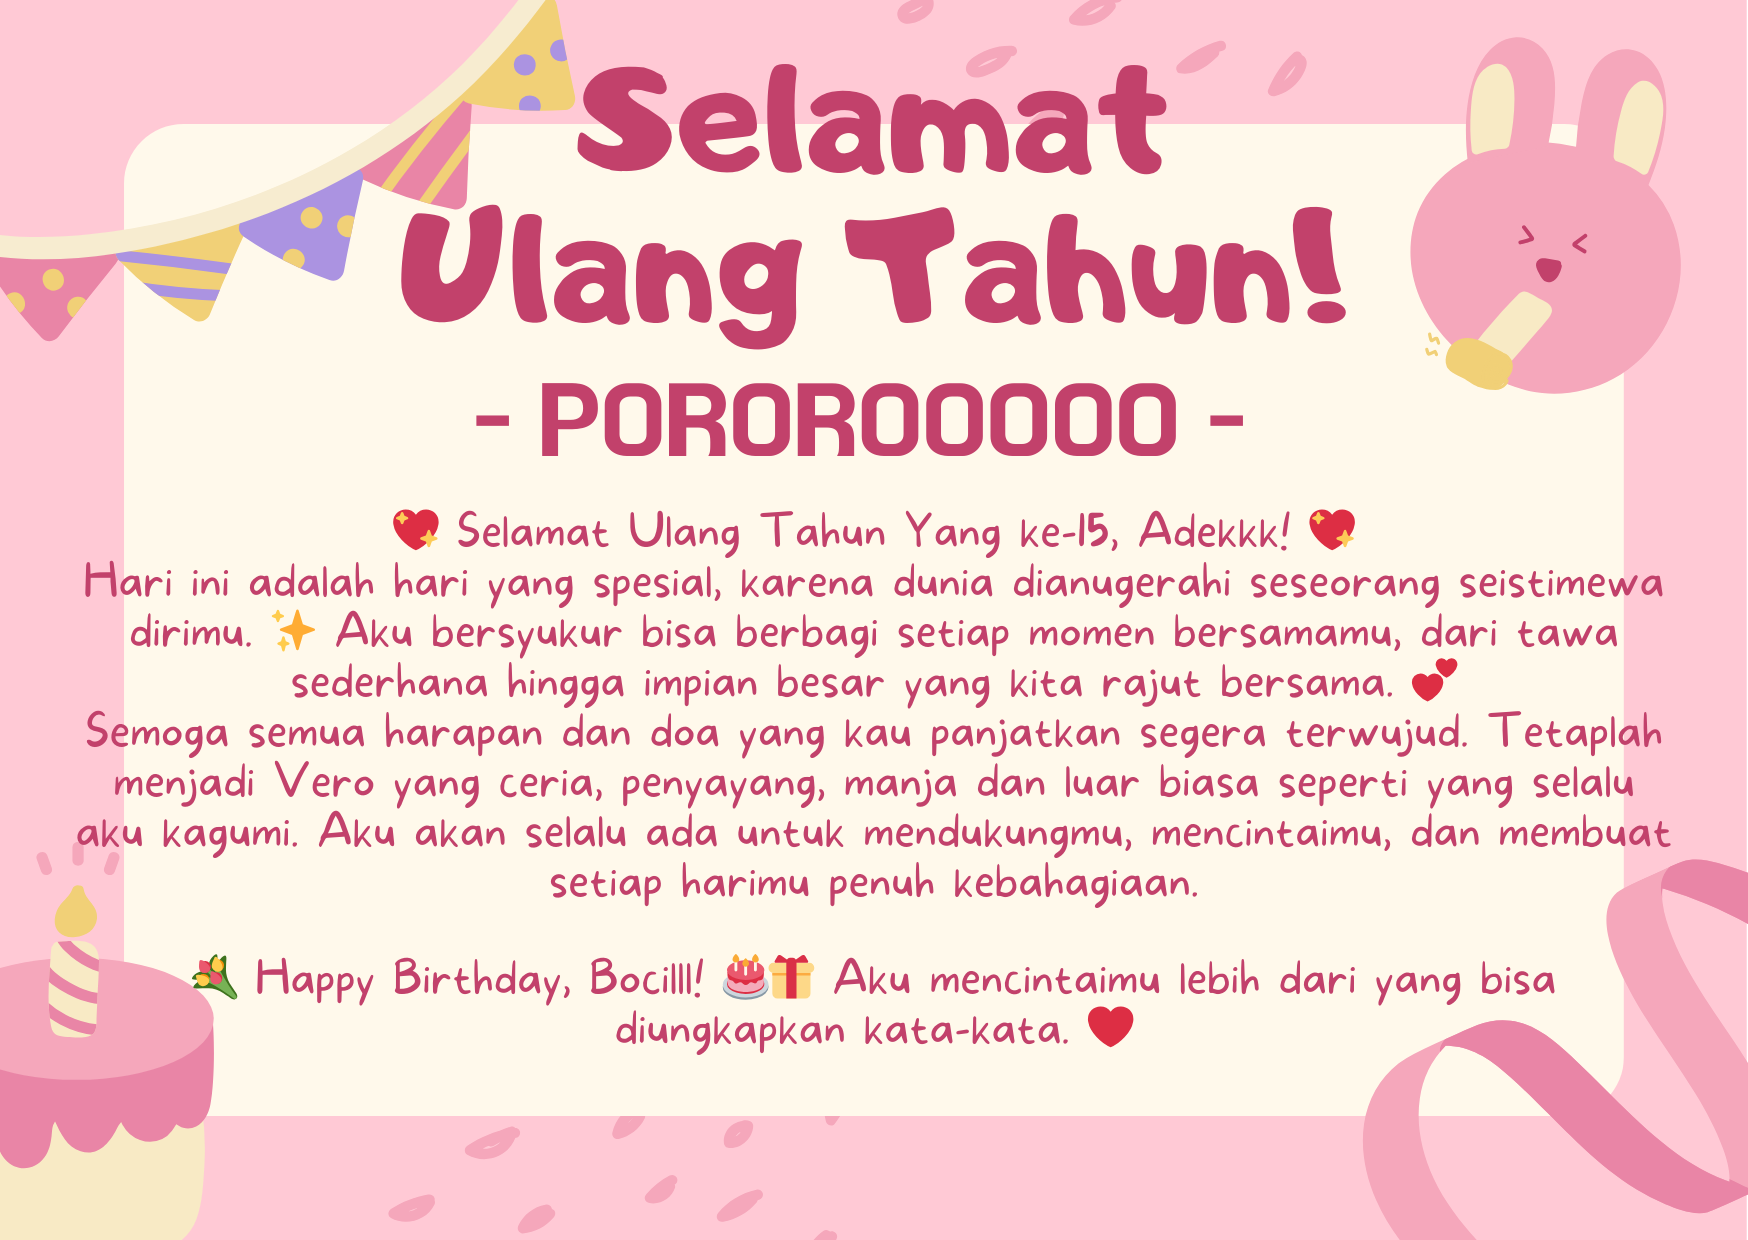 Selamat
Ulang Tahun!
- POROROOOOO -
💖 Selamat Ulang Tahun Yang ke-15, Adekkk! 💖
Hari ini adalah hari yang spesial, karena dunia dianugerahi seseorang seistimewa
dirimu. ✨ Aku bersyukur bisa berbagi setiap momen bersamamu, dari tawa
sederhana hingga impian besar yang kita rajut bersama. 💕
Semoga semua harapan dan doa yang kau panjatkan segera terwujud. Tetaplah
menjadi Vero yang ceria, penyayang, manja dan luar biasa seperti yang selalu
aku kagumi. Aku akan selalu ada untuk mendukungmu, mencintaimu, dan membuat
setiap harimu penuh kebahagiaan.
💐 Happy Birthday, Bocilll! 🎂🎁 Aku mencintaimu lebih dari yang bisa
diungkapkan kata-kata. ❤️